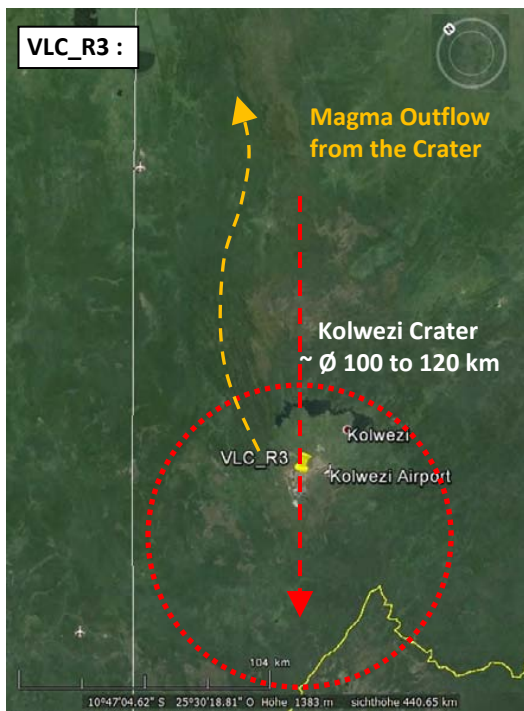 VLC_R3 :
N
Magma Outflow
from the Crater
Kolwezi Crater
~ Ø 100 to 120 km
Kolwezi
VLC_R3
Kolwezi Airport
104 km
10°47'04.62" S 25°30'18.81" O Höhe 1383 m sichthöhe 440.65 km